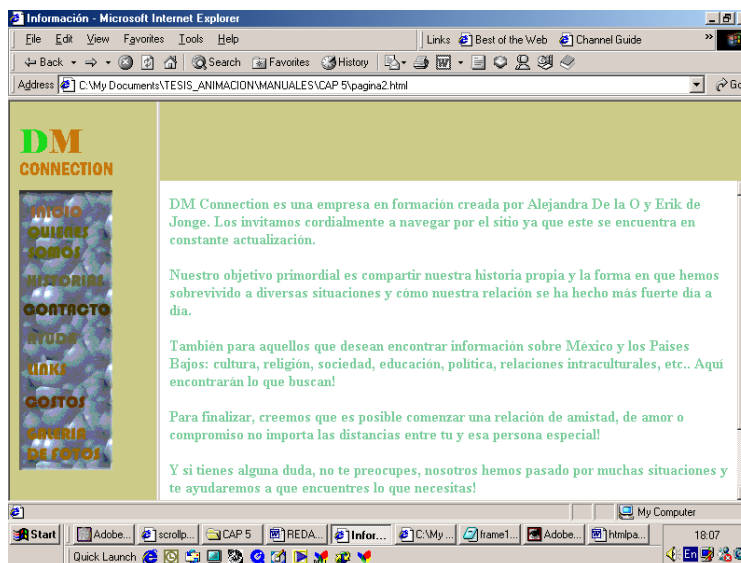 Información - Microsoft Internet Explorer
File Edit View Favorites Tools Help Links Best of the Web Channel Guide »
Back Search Favorites History
Address C:\My Documents\TESIS_ANIMACION\MANUALES\CAP 5\pagina2.html Go
DM
CONNECTION
INICIO
QUIENES
SOMOS
HISTORIAS
CONTACTO
AYUDA
LINKS
COSTOS
GALERIA
DE FOTOS
DM Connection es una empresa en formación creada por Alejandra De la O y Erik de
Jonge. Los invitamos cordialmente a navegar por el sitio ya que este se encuentra en
constante actualización.
Nuestro objetivo primordial es compartir nuestra historia propia y la forma en que hemos
sobrevivido a diversas situaciones y cómo nuestra relación se ha hecho más fuerte día a
día.
También para aquellos que desean encontrar información sobre México y los Paises
Bajos: cultura, religión, sociedad, educación, política, relaciones intraculturales, etc.. Aquí
encontrarán lo que buscan!
Para finalizar, creemos que es posible comenzar una relación de amistad, de amor o
compromiso no importa las distancias entre tu y esa persona especial!
Y si tienes alguna duda, no te preocupes, nosotros hemos pasado por muchas situaciones y
te ayudaremos a que encuentres lo que necesitas!
My Computer
Start Adobe... scrollp... CAP 5 REDA... Infor... C:\My ... frame1... Adobe... htmlpa... 18:07
Quick Launch En